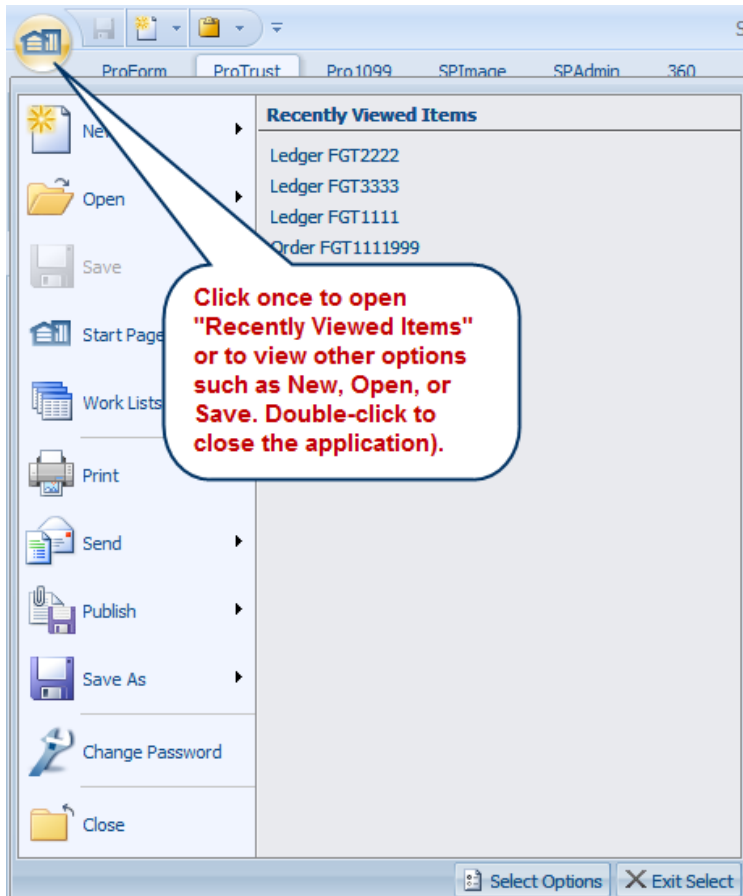 S
ProForm ProTrust Pro1099 SPImage SPAdmin 360
Recently Viewed Items
Ledger FGT2222
Ledger FGT3333
Ledger FGT1111
Order FGT1111999
New
Open
Save
Start Page
Work Lists
Print
Send
Publish
Save As
Change Password
Close
Click once to open
"Recently Viewed Items"
or to view other options
such as New, Open, or
Save. Double-click to
close the application).
Select Options Exit Select